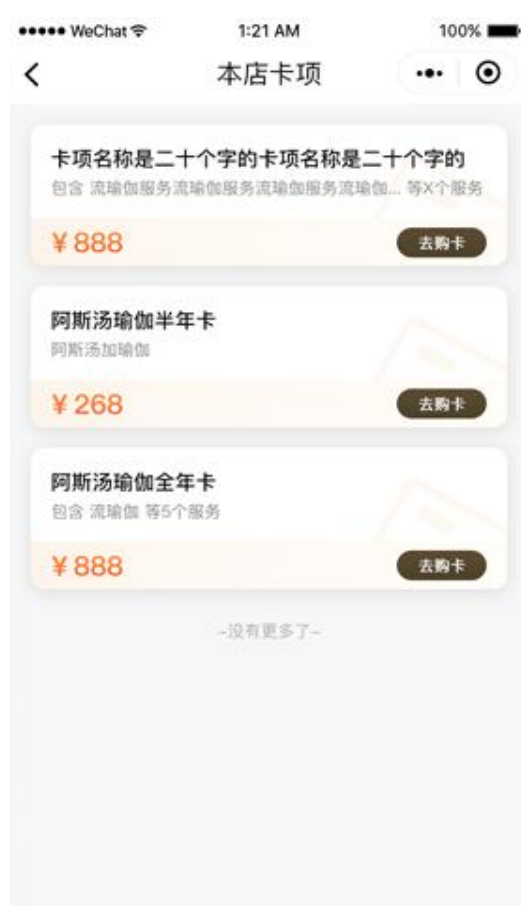 WeChat
1:21 AM
100%
本店卡项
卡项名称是二十个字的卡项名称是二十个字的
包含 流瑜伽服务流瑜伽服务流瑜伽服务流瑜伽... 等X个服务
¥888
去购卡
阿斯汤瑜伽半年卡
阿斯汤加瑜伽
¥268
去购卡
阿斯汤瑜伽全年卡
包含 流瑜伽 等5个服务
¥888
去购卡
~没有更多了~